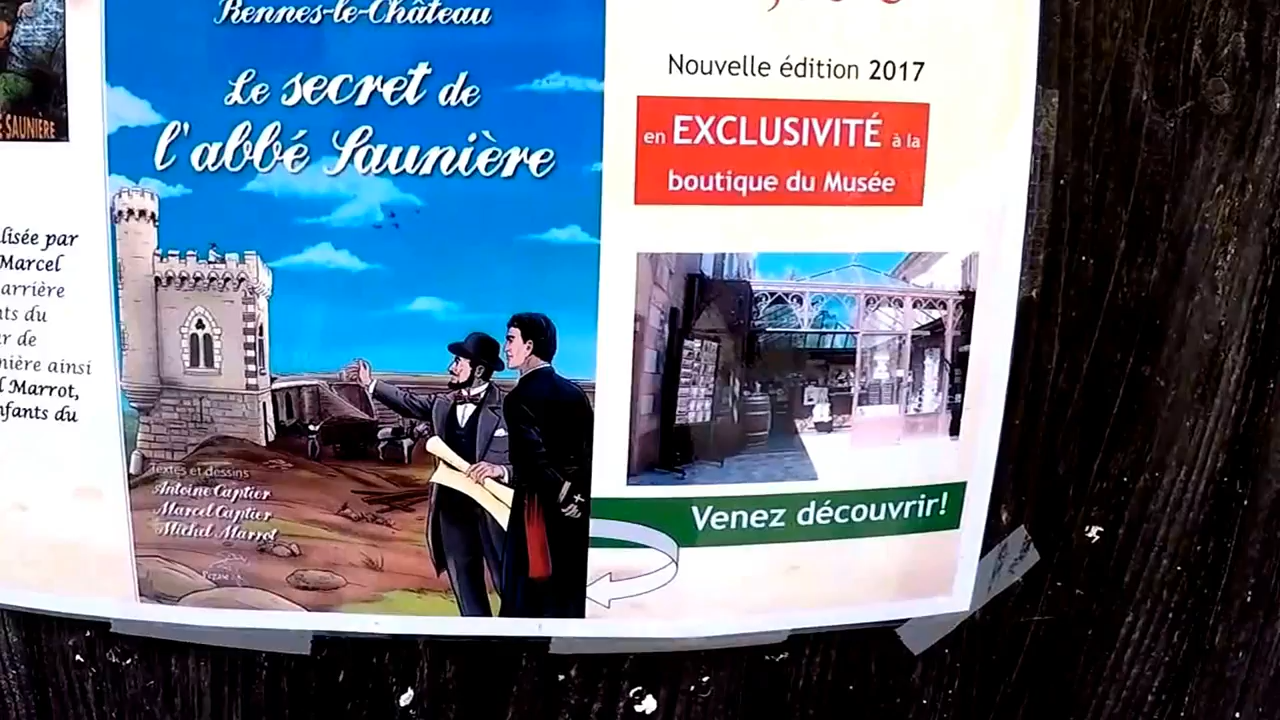 SAUNIÈRE
lisée par
Marcel
arrière
nts du
r de
nière ainsi
l Marrot,
nfants du
Rennes-le-Château
Le secret de
l'abbé Saunière
Textes et dessins
Antoine Captier
Marcel Captier
Michel Marrot
Pégase
Nouvelle édition 2017
en EXCLUSIVITÉ à la
boutique du Musée
Venez découvrir!